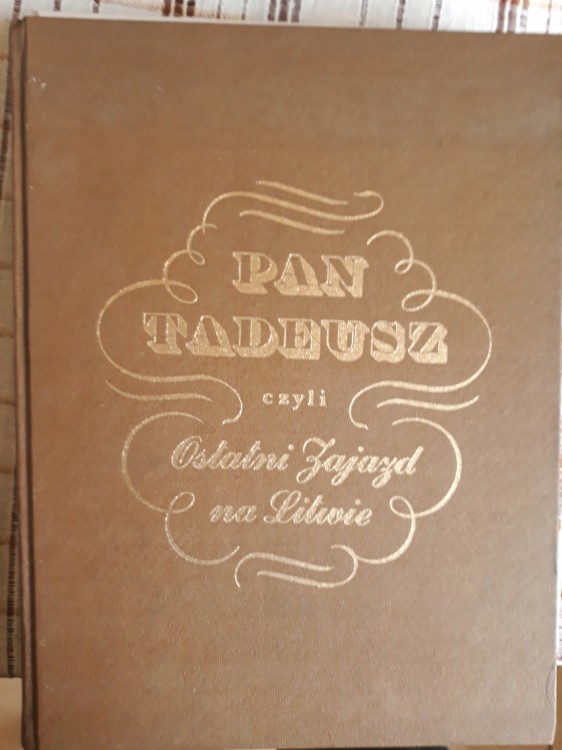 PAN
TADEUSZ
czyli
Ostatni Zajazd
na Litwie